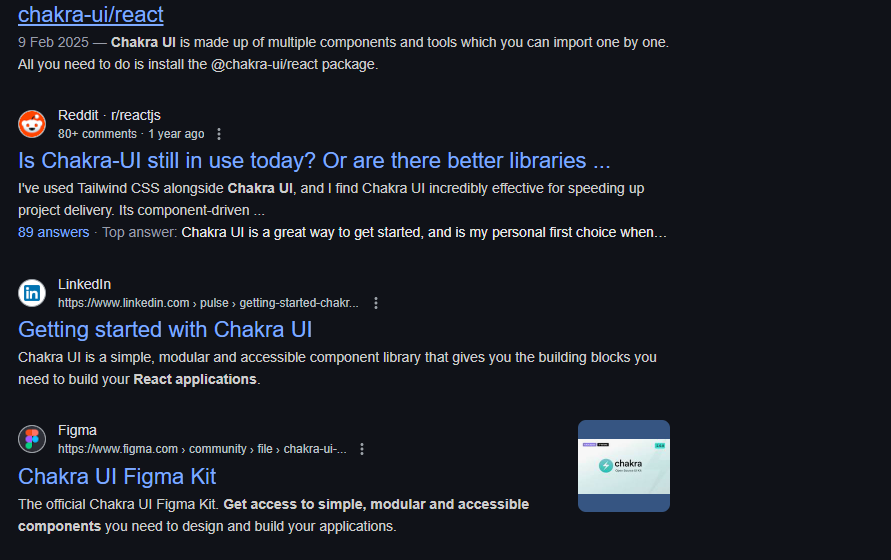 chakra-ui/react
9 Feb 2025 — Chakra UI is made up of multiple components and tools which you can import one by one.
All you need to do is install the @chakra-ui/react package.
Reddit · r/reactjs
80+ comments · 1 year ago
Is Chakra-UI still in use today? Or are there better libraries ...
I've used Tailwind CSS alongside Chakra UI, and I find Chakra UI incredibly effective for speeding up
project delivery. Its component-driven ...
89 answers · Top answer: Chakra UI is a great way to get started, and is my personal first choice when…
LinkedIn
https://www.linkedin.com › pulse › getting-started-chakr...
Getting started with Chakra UI
Chakra UI is a simple, modular and accessible component library that gives you the building blocks you
need to build your React applications.
Figma
https://www.figma.com › community › file › chakra-ui-...
Chakra UI Figma Kit
The official Chakra UI Figma Kit. Get access to simple, modular and accessible
components you need to design and build your applications.
chakra